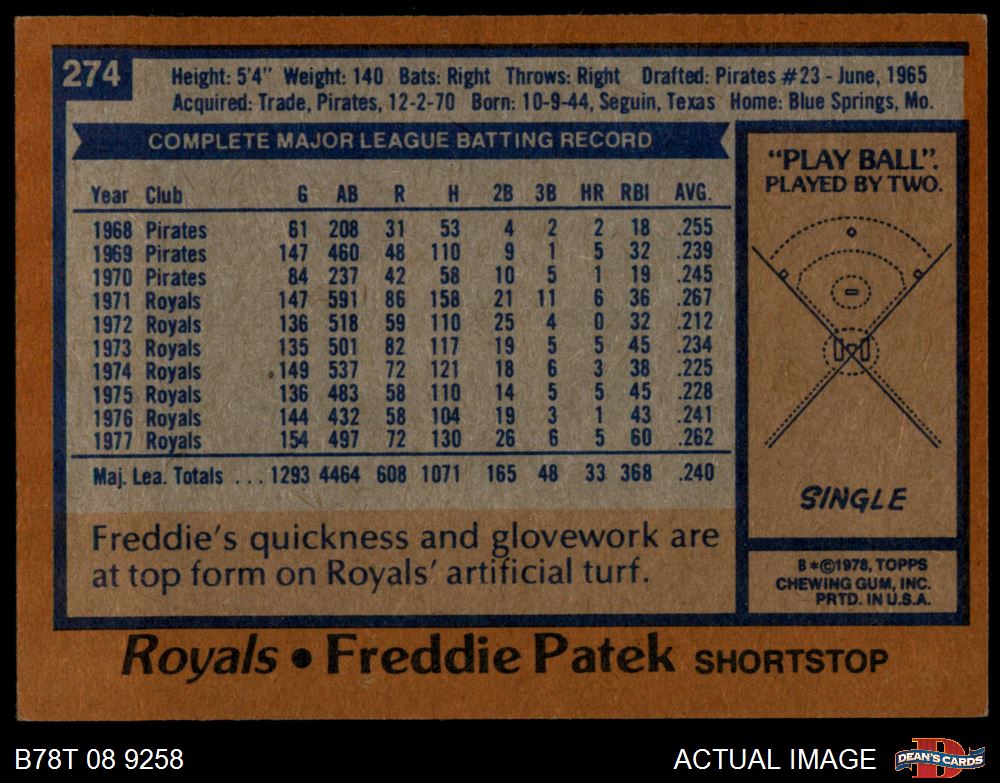 274
Height: 5'4" Weight: 140 Bats: Right Throws: Right Drafted: Pirates #23 - June, 1965
Acquired: Trade, Pirates, 12-2-70 Born: 10-9-44, Seguin, Texas Home: Blue Springs, Mo.
COMPLETE MAJOR LEAGUE BATTING RECORD
Year Club G AB R H 2B 3B HR RBI AVG.
1968 Pirates 61 208 31 53 4 2 2 18 .255
1969 Pirates 147 460 48 110 9 1 5 32 .239
1970 Pirates 84 237 42 58 10 5 1 19 .245
1971 Royals 147 591 86 158 21 11 6 36 .267
1972 Royals 136 518 59 110 25 4 0 32 .212
1973 Royals 135 501 82 117 19 5 5 45 .234
1974 Royals 149 537 72 121 18 6 3 38 .225
1975 Royals 136 483 58 110 14 5 5 45 .228
1976 Royals 144 432 58 104 19 3 1 43 .241
1977 Royals 154 497 72 130 26 6 5 60 .262
Maj. Lea. Totals ... 1293 4464 608 1071 165 48 33 368 .240
Freddie's quickness and glovework are
at top form on Royals' artificial turf.
"PLAY BALL".
PLAYED BY TWO.
SINGLE
B*©1978, TOPPS
CHEWING GUM, INC.
PRTD. IN U.S.A.
Royals • Freddie Patek SHORTSTOP
B78T 08 9258
ACTUAL IMAGE
D
DEAN'S CARDS